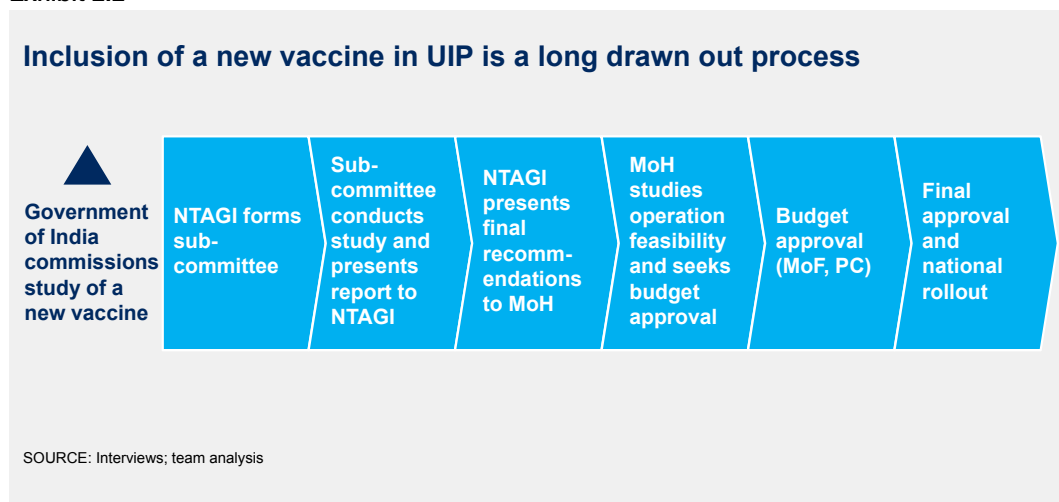 Inclusion of a new vaccine in UIP is a long drawn out process
Government
of India
commissions
study of a
new vaccine
NTAGI forms
sub-
committee
Sub-
committee
conducts
study and
presents
report to
NTAGI
NTAGI
presents
final
recomm-
endations
to MoH
MoH
studies
operation
feasibility
and seeks
budget
approval
Budget
approval
(MoF, PC)
Final
approval
and
national
rollout
SOURCE: Interviews; team analysis